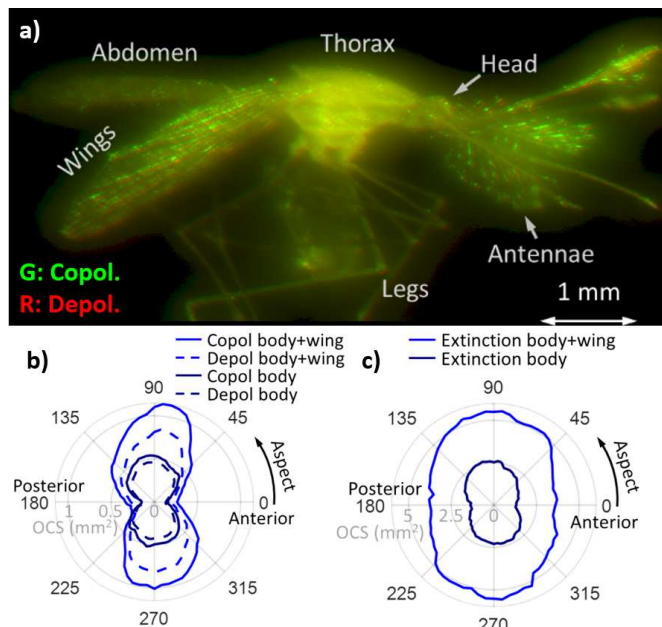 a)
Abdomen
Thorax
Head
Wings
Antennae
G: Copol.
R: Depol.
Legs
1 mm
b)
Copol body+wing
Depol body+wing
Copol body
Depol body
90
135
45
Aspect
Posterior
180
1
0.5
0
0
OCS (mm²)
Anterior
225
315
270
c)
Extinction body+wing
Extinction body
90
135
45
Aspect
Posterior
180
5
2.5
0
0
OCS (mm²)
Anterior
225
315
270